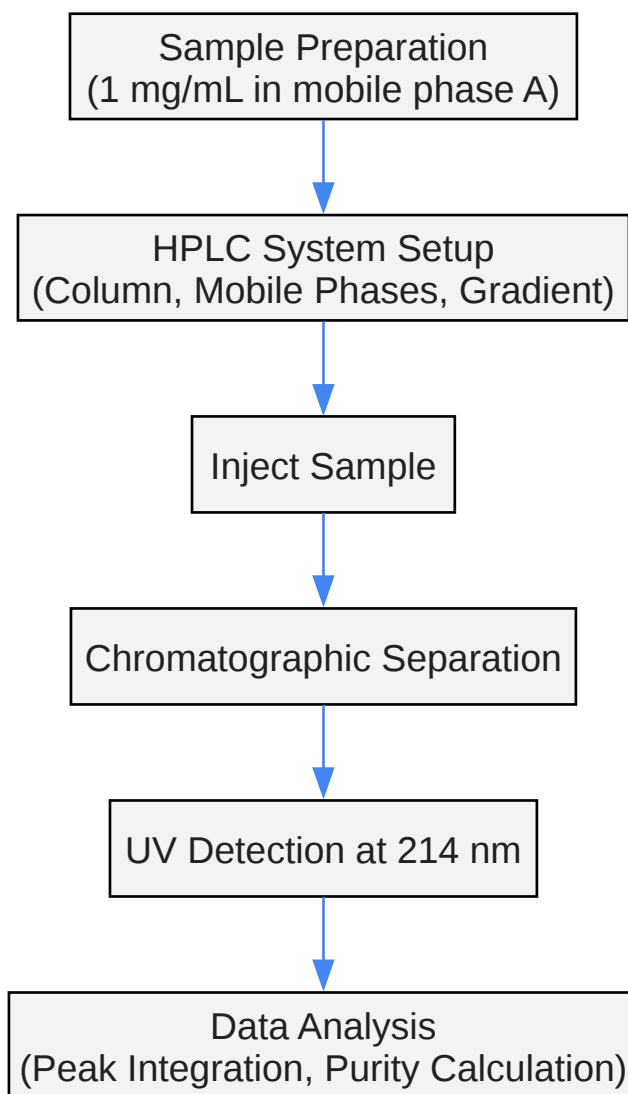 Sample Preparation
(1 mg/mL in mobile phase A)
HPLC System Setup
(Column, Mobile Phases, Gradient)
Inject Sample
Chromatographic Separation
UV Detection at 214 nm
Data Analysis
(Peak Integration, Purity Calculation)